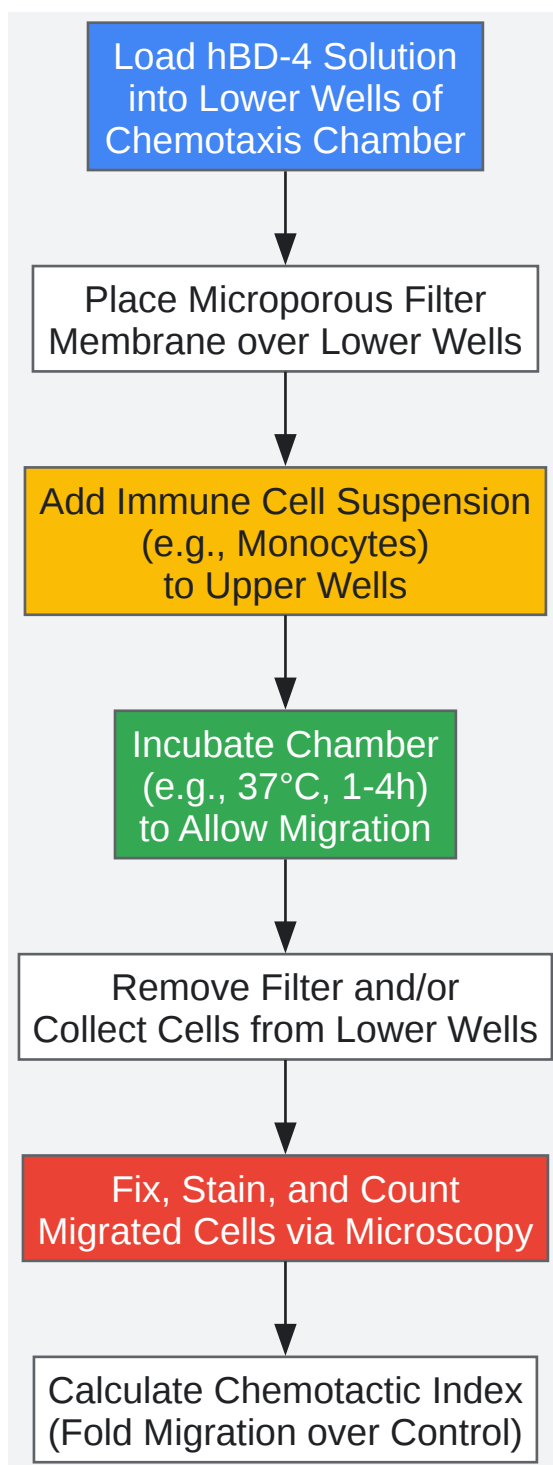 Load hBD-4 Solution
into Lower Wells of
Chemotaxis Chamber
Place Microporous Filter
Membrane over Lower Wells
Add Immune Cell Suspension
(e.g., Monocytes)
to Upper Wells
Incubate Chamber
(e.g., 37°C, 1-4h)
to Allow Migration
Remove Filter and/or
Collect Cells from Lower Wells
Fix, Stain, and Count
Migrated Cells via Microscopy
Calculate Chemotactic Index
(Fold Migration over Control)